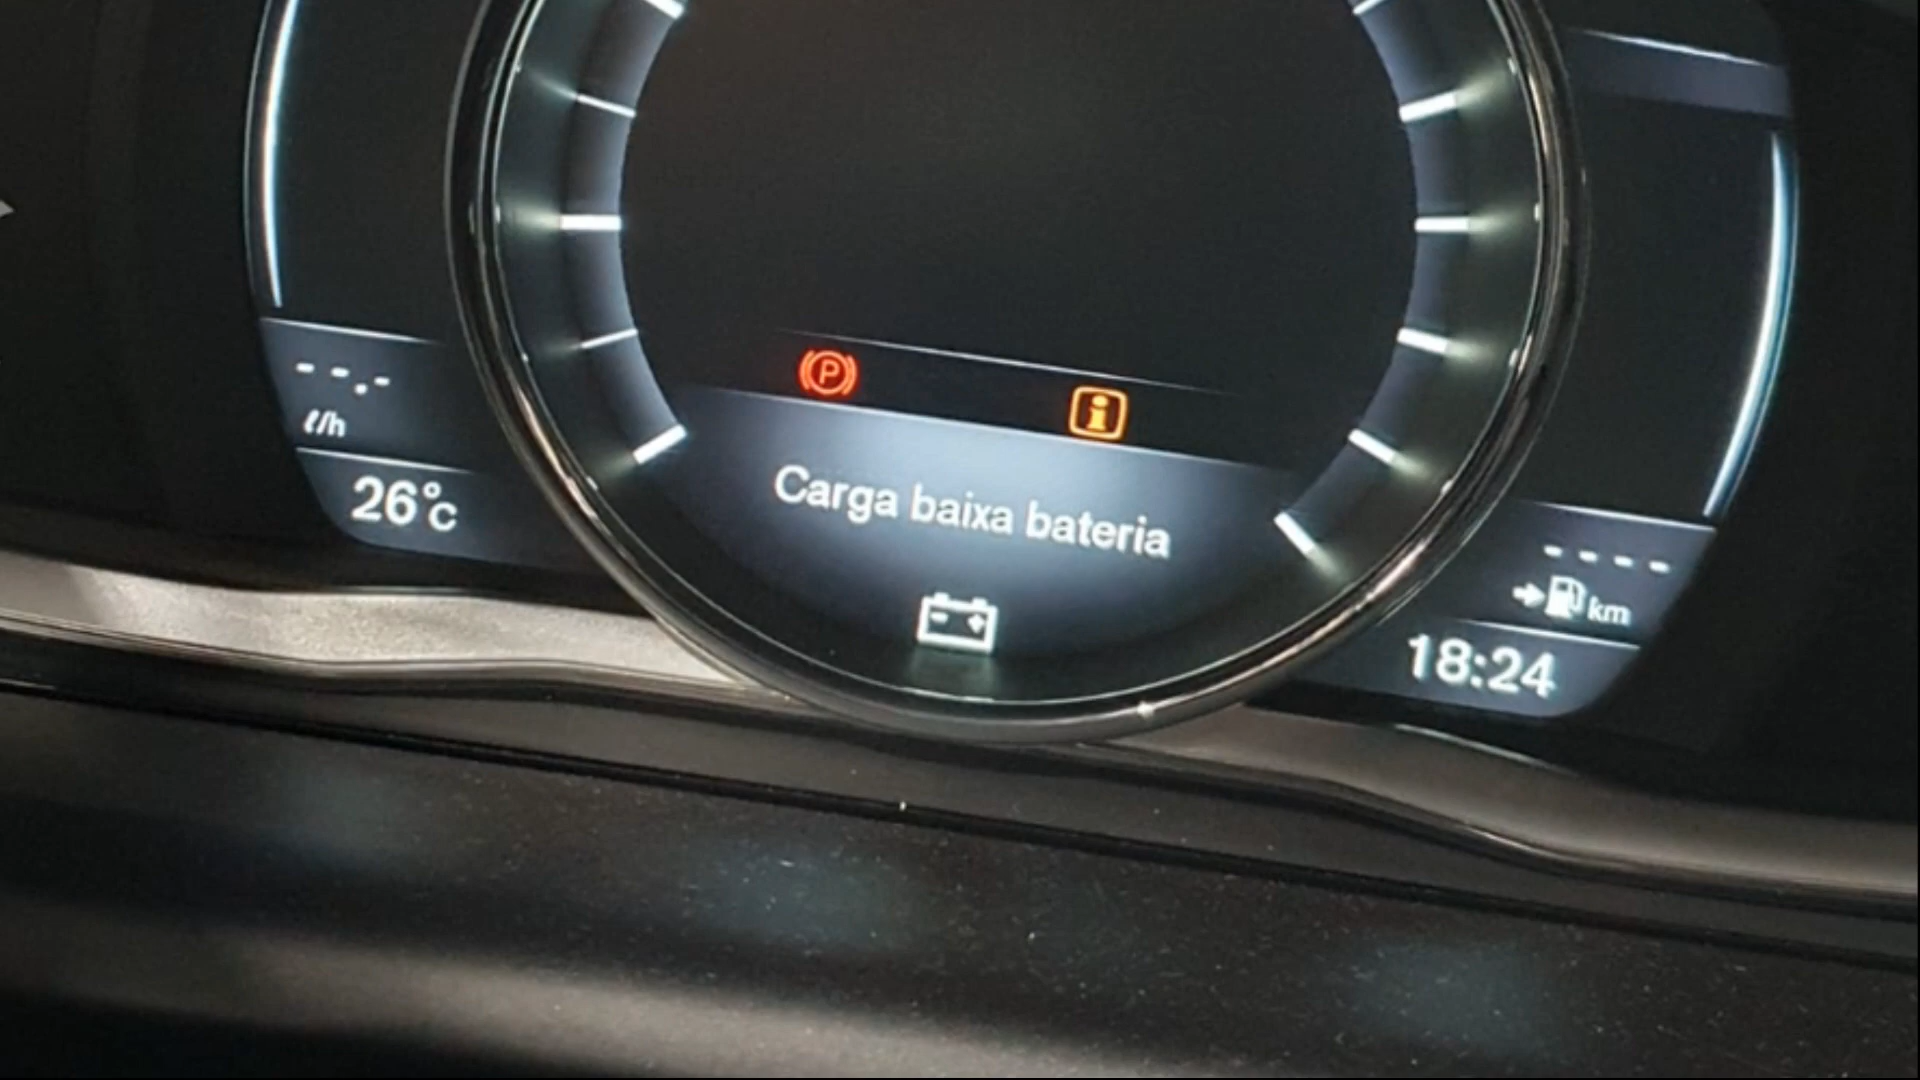 --.-
ℓ/h
26°c
P
i
Carga baixa bateria
- +
----
km
18:24